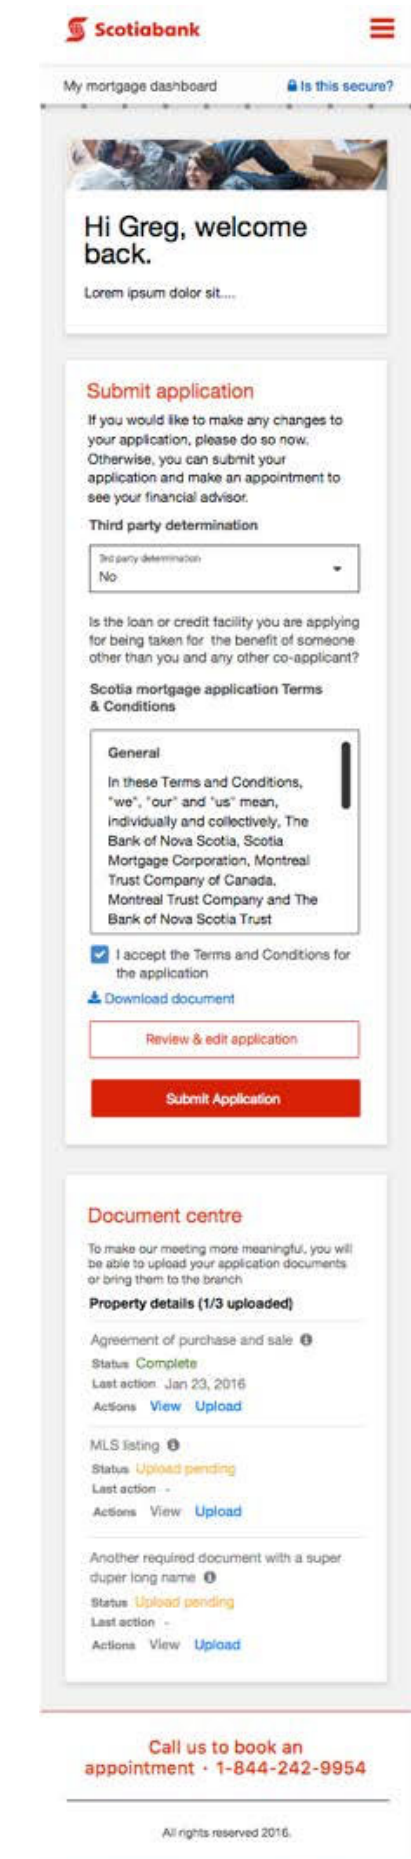 Scotiabank
My mortgage dashboard
Is this secure?
Hi Greg, welcome
back.
Lorem ipsum dolor sit....
Submit application
If you would like to make any changes to
your application, please do so now.
Otherwise, you can submit your
application and make an appointment to
see your financial advisor.
Third party determination
3rd party determination
No
Is the loan or credit facility you are applying
for being taken for the benefit of someone
other than you and any other co-applicant?
Scotia mortgage application Terms
& Conditions
General
In these Terms and Conditions,
"we", "our" and "us" mean,
individually and collectively, The
Bank of Nova Scotia, Scotia
Mortgage Corporation, Montreal
Trust Company of Canada,
Montreal Trust Company and The
Bank of Nova Scotia Trust
I accept the Terms and Conditions for
the application
Download document
Review & edit application
Submit Application
Document centre
To make our meeting more meaningful, you will
be able to upload your application documents
or bring them to the branch
Property details (1/3 uploaded)
Agreement of purchase and sale
Status Complete
Last action Jan 23, 2016
Actions View Upload
MLS listing
Status Upload pending
Last action -
Actions View Upload
Another required document with a super
duper long name
Status Upload pending
Last action -
Actions View Upload
Call us to book an
appointment · 1-844-242-9954
All rights reserved 2016.